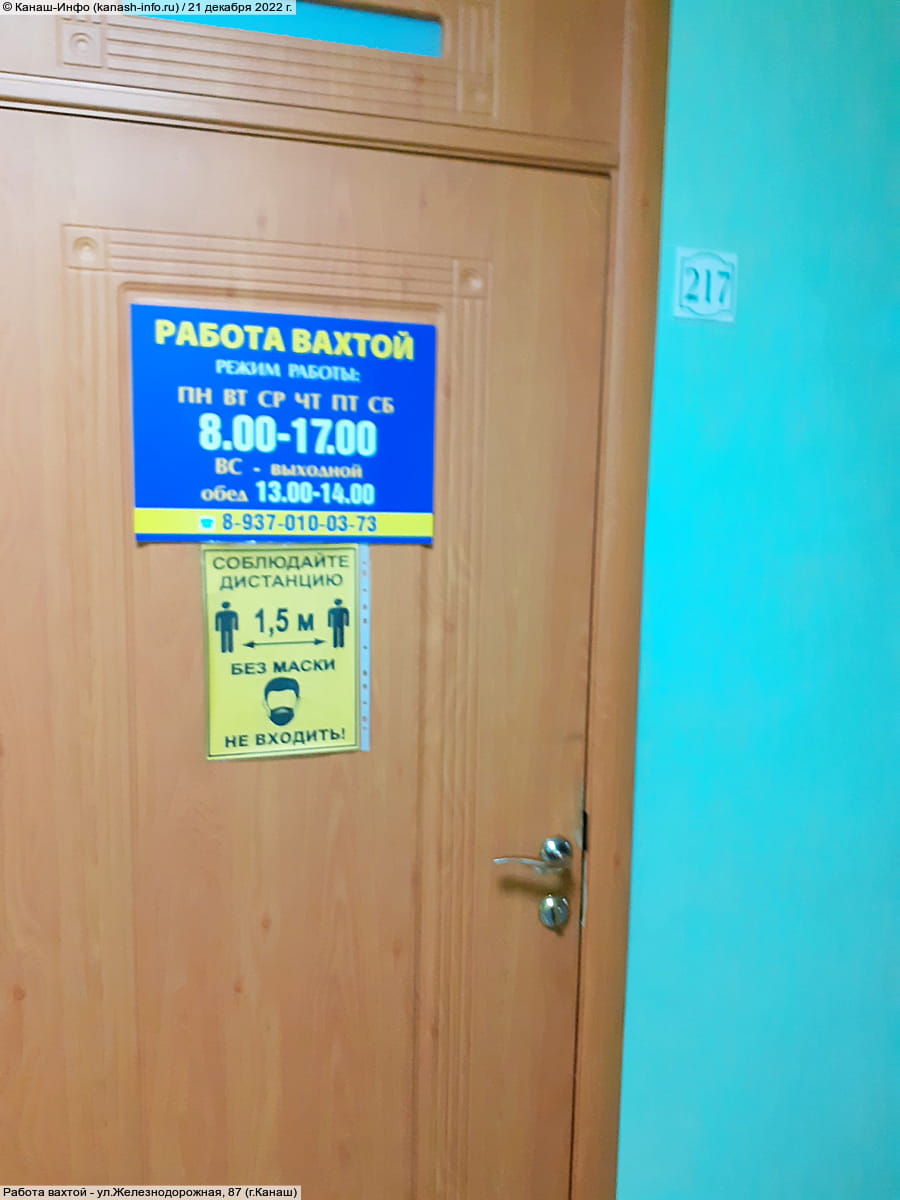 © Канаш-Инфо (kanash-info.ru) / 21 декабря 2022 г.
217
РАБОТА ВАХТОЙ
РЕЖИМ РАБОТЫ:
ПН ВТ СР ЧТ ПТ СБ
8.00-17.00
ВС - выходной
обед 13.00-14.00
☎ 8-937-010-03-73
СОБЛЮДАЙТЕ
ДИСТАНЦИЮ
1,5 м
БЕЗ МАСКИ
НЕ ВХОДИТЬ!
Работа вахтой - ул.Железнодорожная, 87 (г.Канаш)